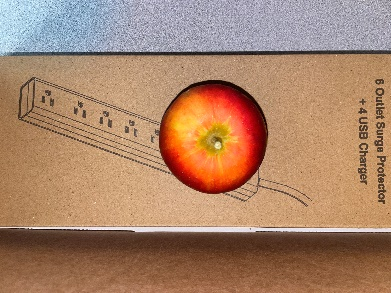 6 Outlet Surge Protector
+ 4 USB Charger